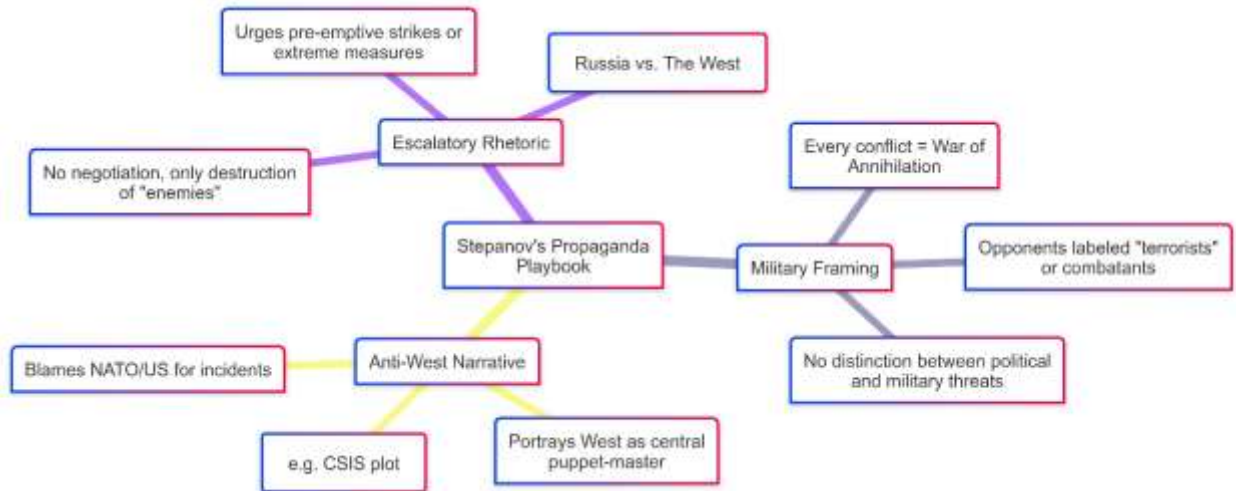 Urges pre-emptive strikes or
extreme measures
Russia vs. The West
Escalatory Rhetoric
No negotiation, only destruction
of "enemies"
Every conflict = War of
Annihilation
Stepanov's Propaganda
Playbook
Military Framing
Opponents labeled "terrorists"
or combatants
No distinction between political
and military threats
Anti-West Narrative
Blames NATO/US for incidents
e.g. CSIS plot
Portrays West as central
puppet-master